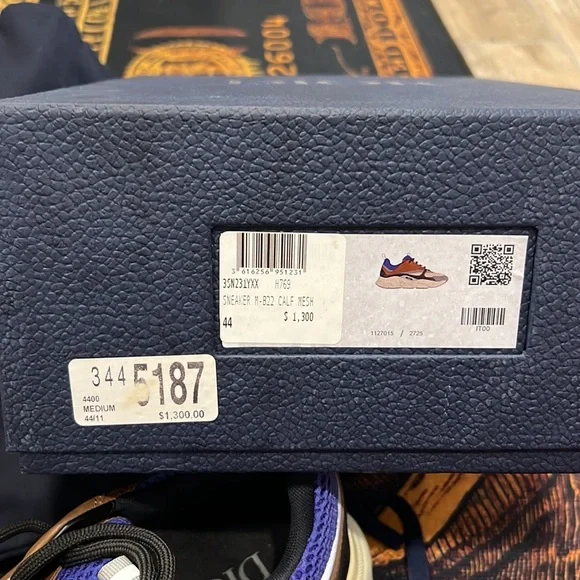 260004
3 616256 951231
3SN231YXX H769
SNEAKER M-B22 CALF MESH
$ 1,300
44
1127015 / 2725
IT00
344 5187
4400
MEDIUM
44/11
$1,300.00